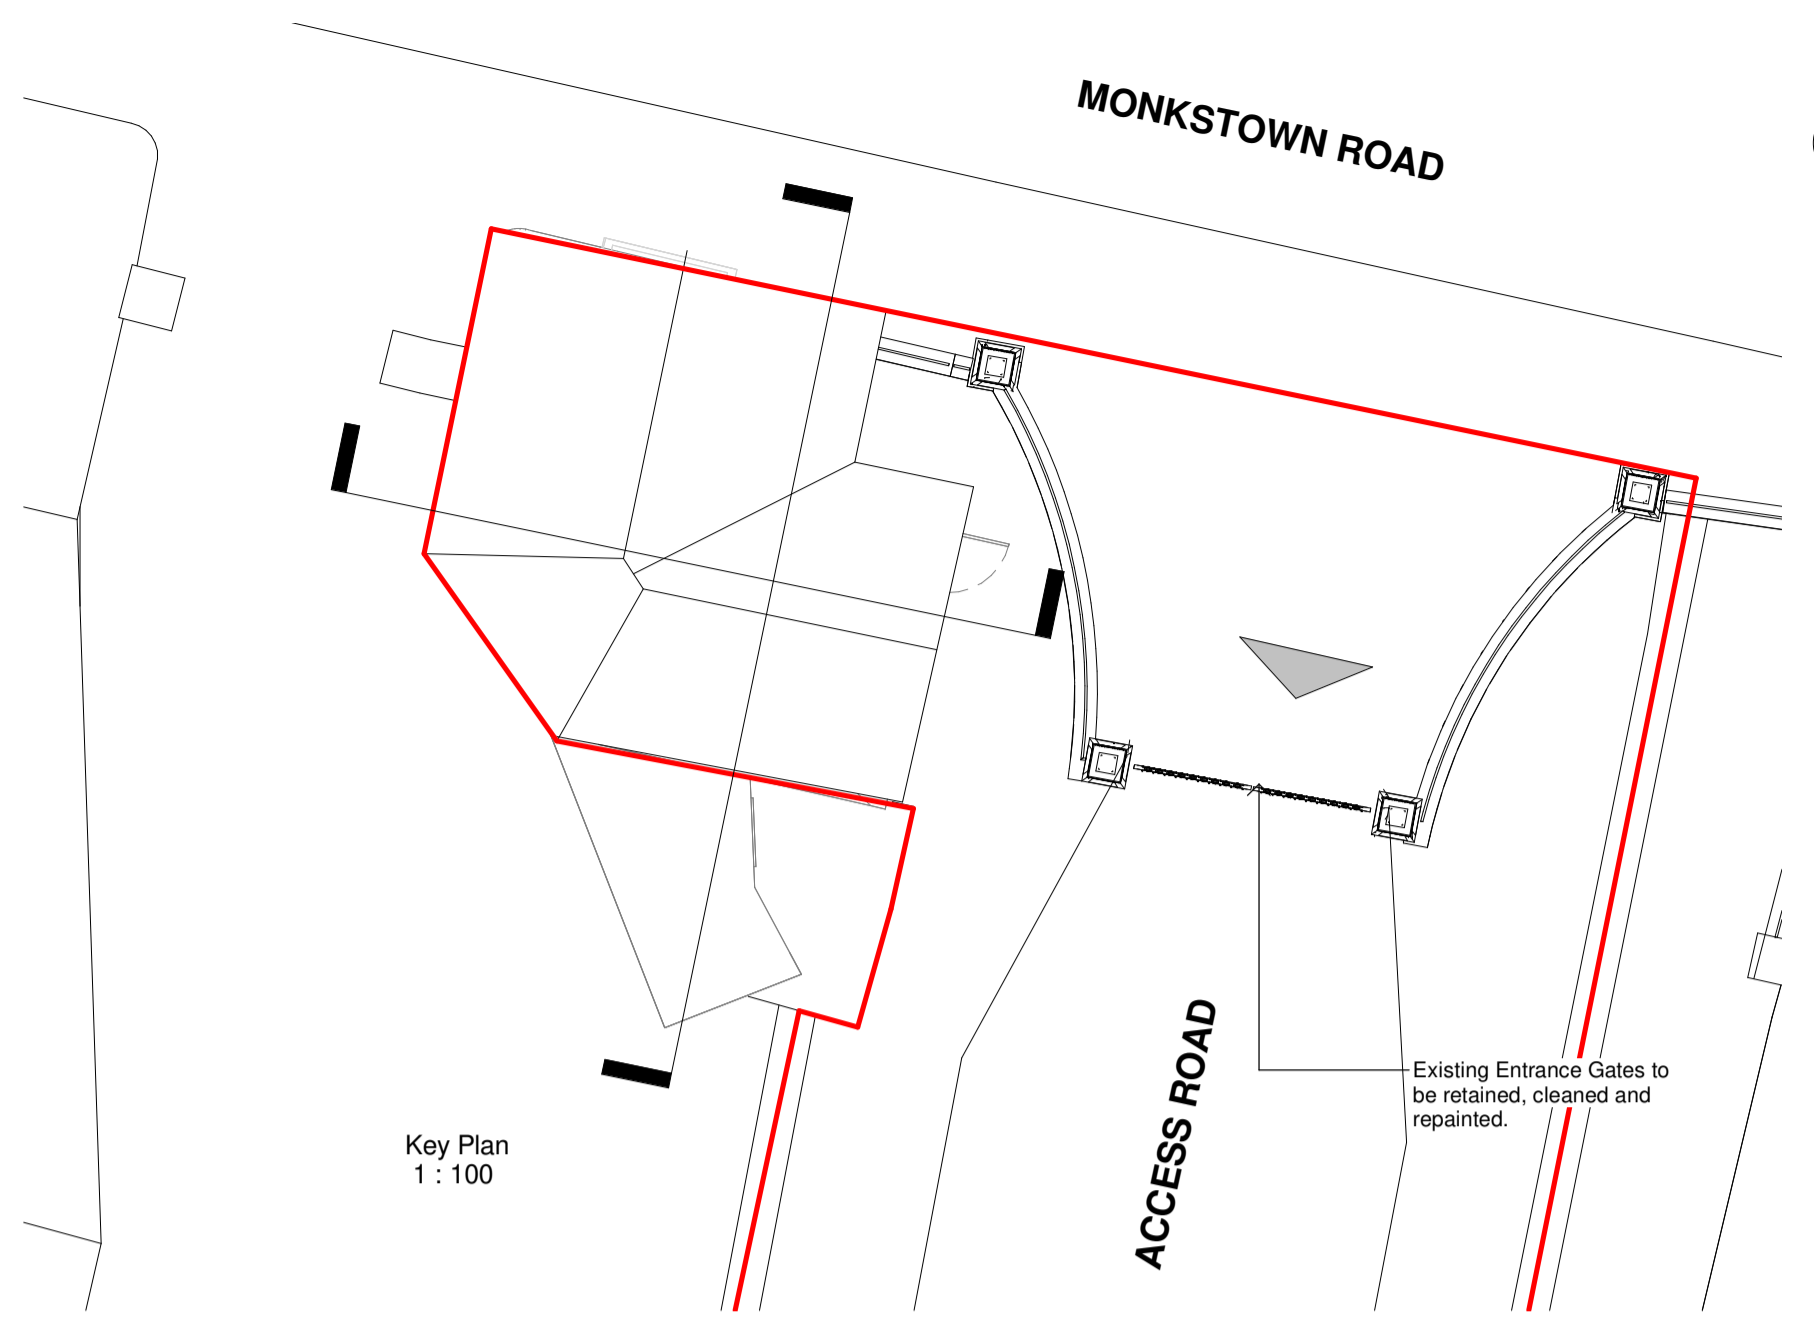 MONKSTOWN ROAD
Existing Entrance Gates to
be retained, cleaned and
repainted.
ACCESS ROAD
Key Plan
1 : 100